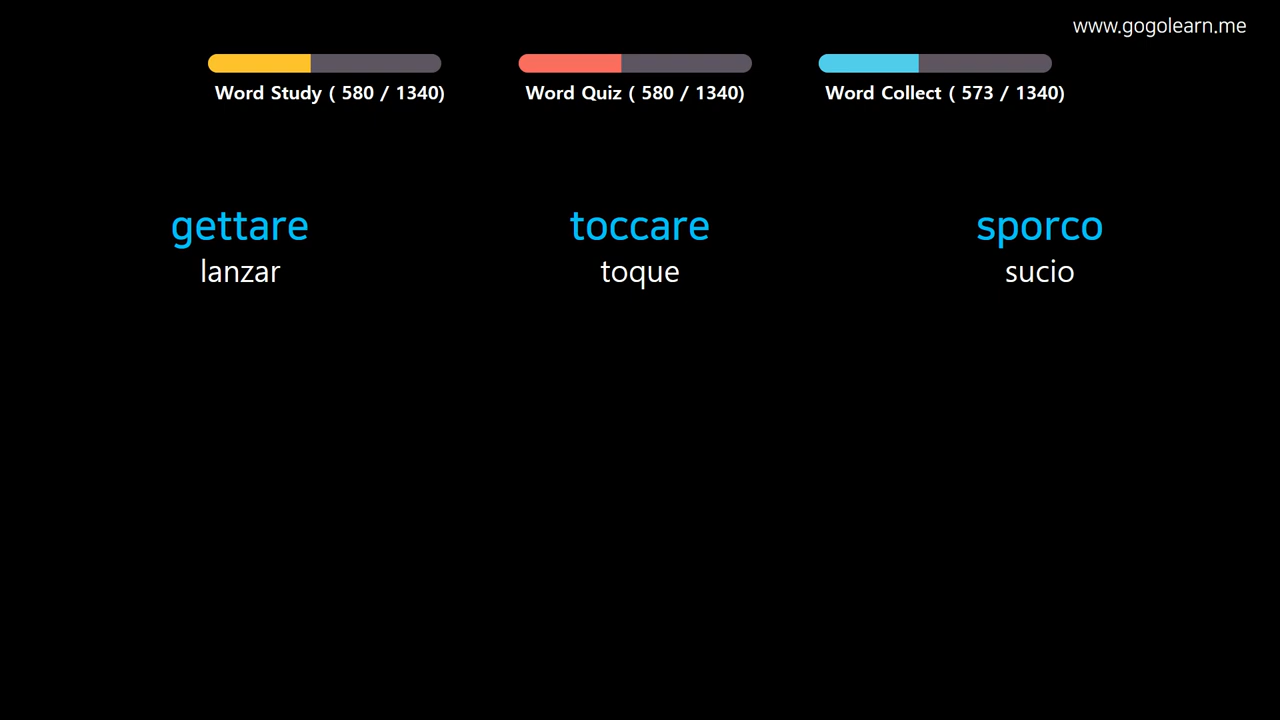 www.gogolearn.me
Word Study ( 580 / 1340)
Word Quiz ( 580 / 1340)
Word Collect ( 573 / 1340)
gettare
lanzar
toccare
toque
sporco
sucio